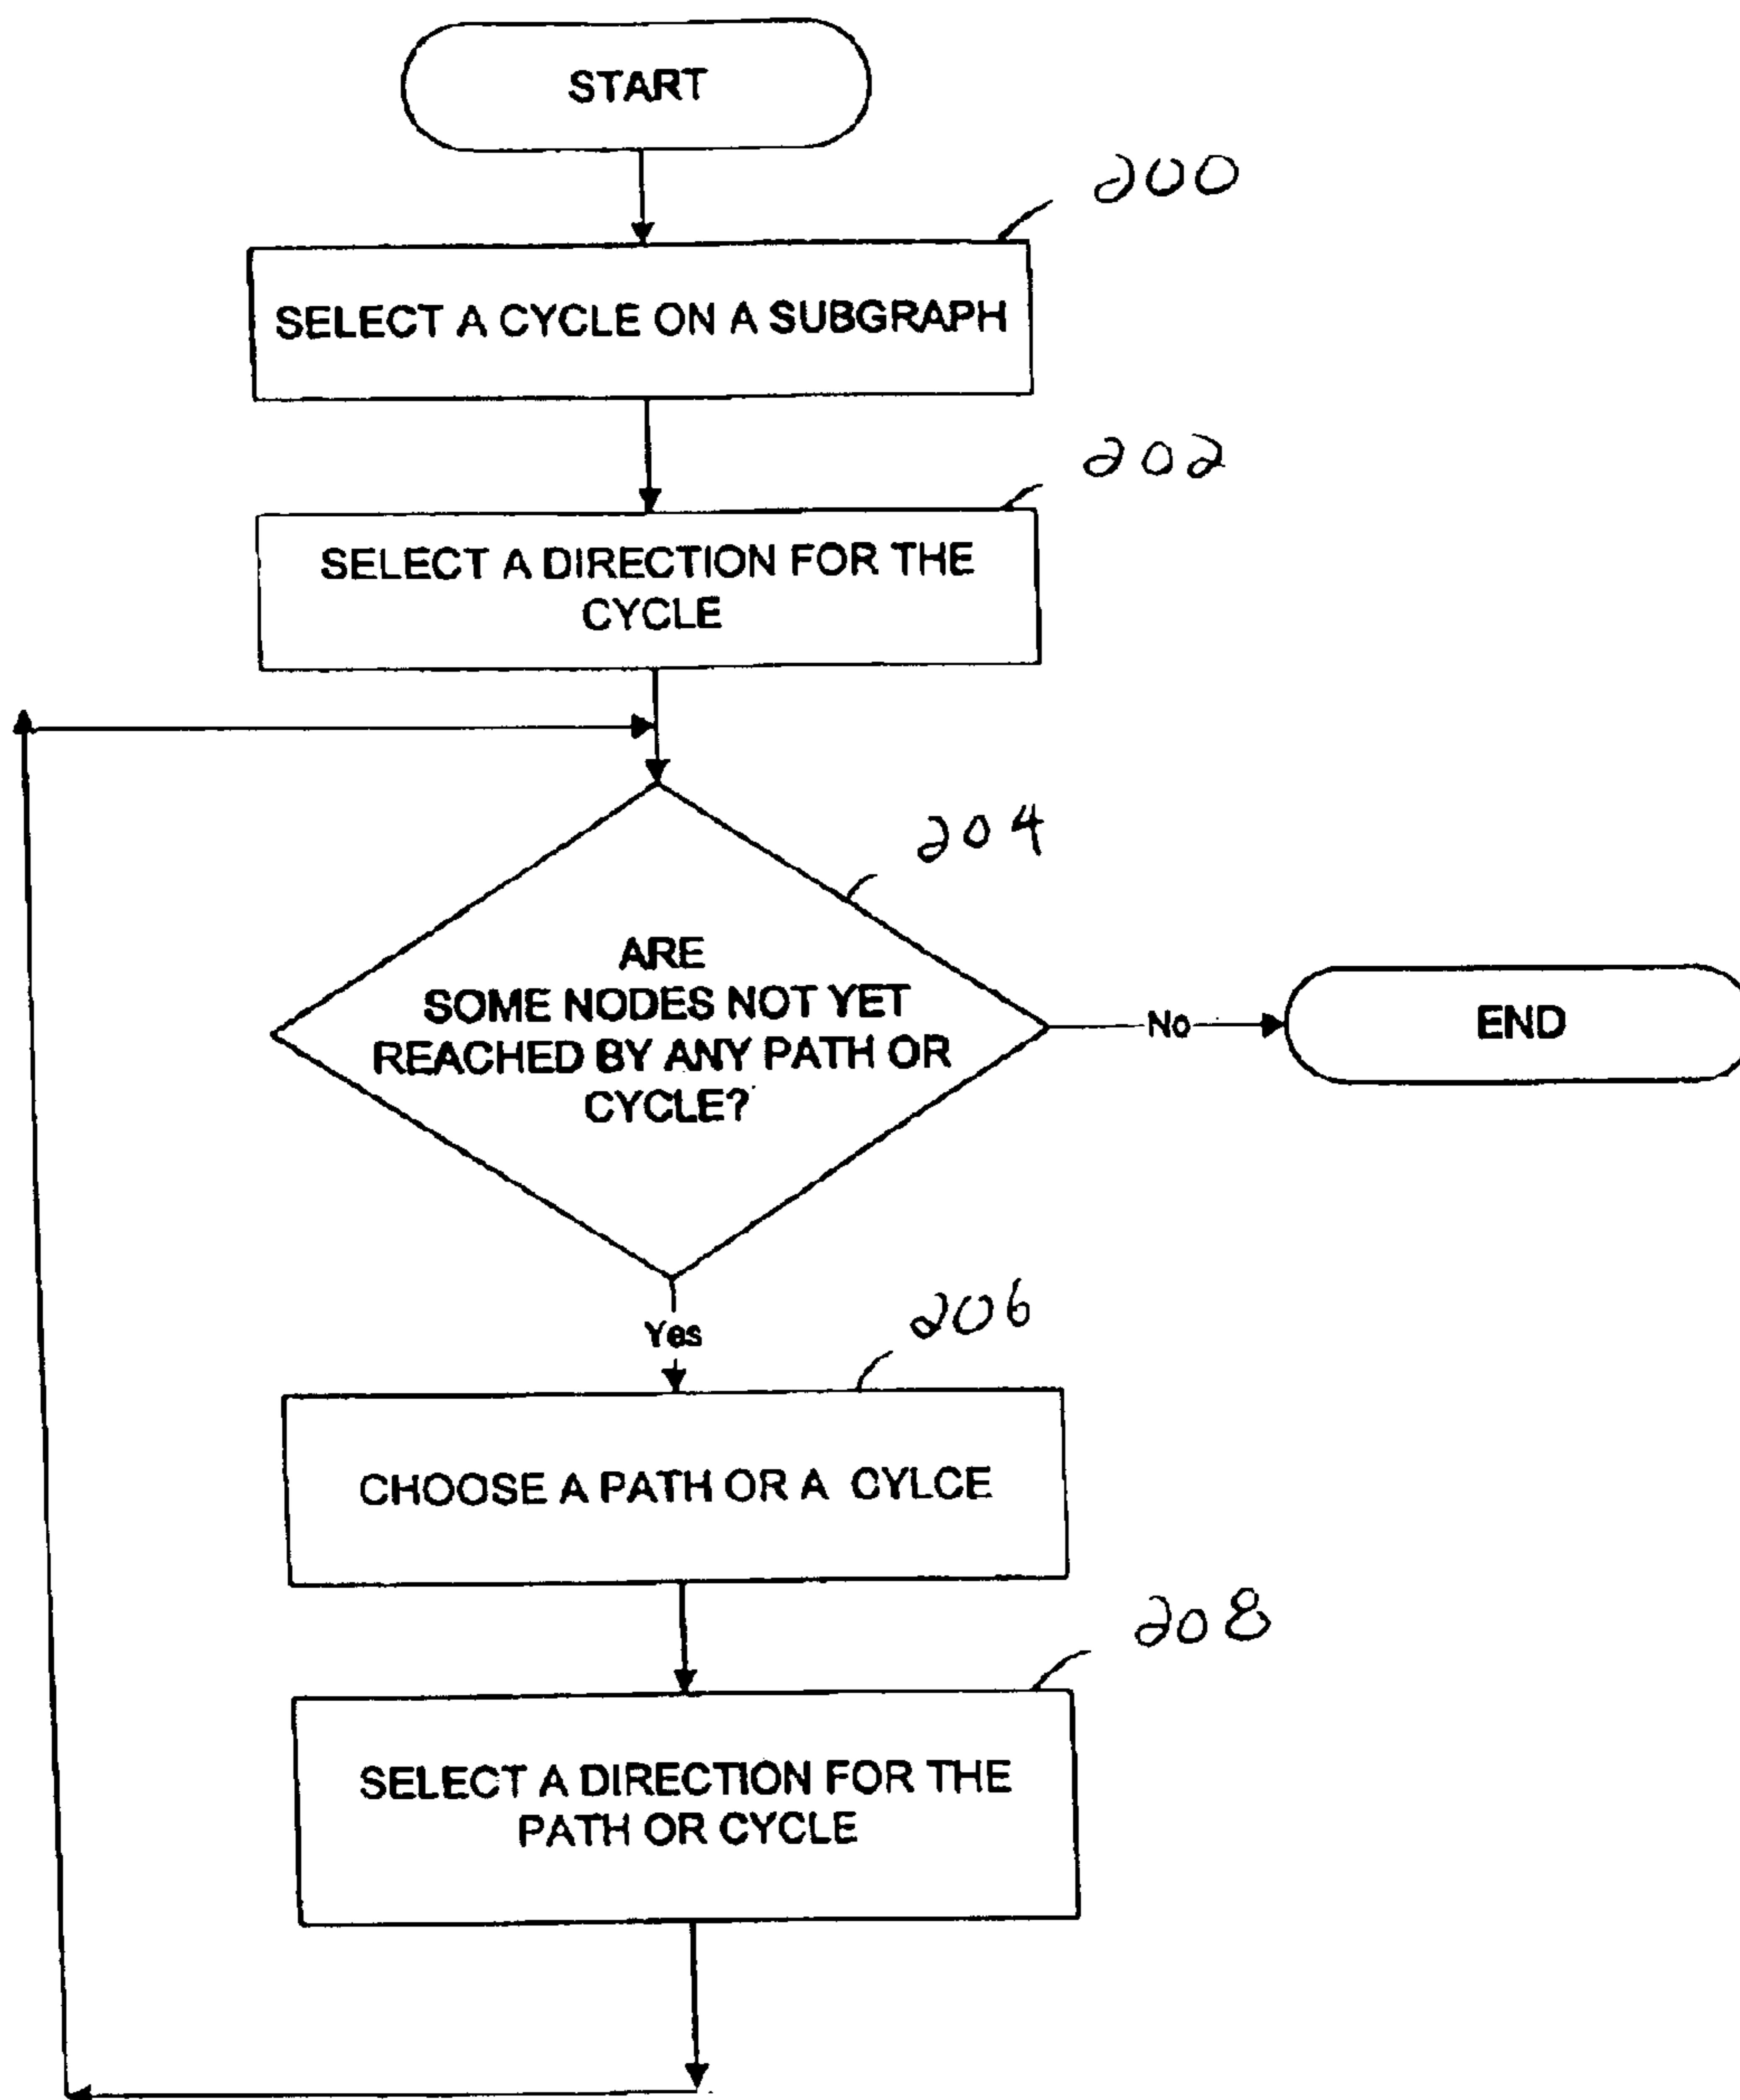 START
200
SELECT A CYCLE ON A SUBGRAPH
202
SELECT A DIRECTION FOR THE
CYCLE
204
ARE
SOME NODES NOT YET
REACHED BY ANY PATH OR
CYCLE?
No
END
Yes
206
CHOOSE A PATH OR A CYLCE
208
SELECT A DIRECTION FOR THE
PATH OR CYCLE